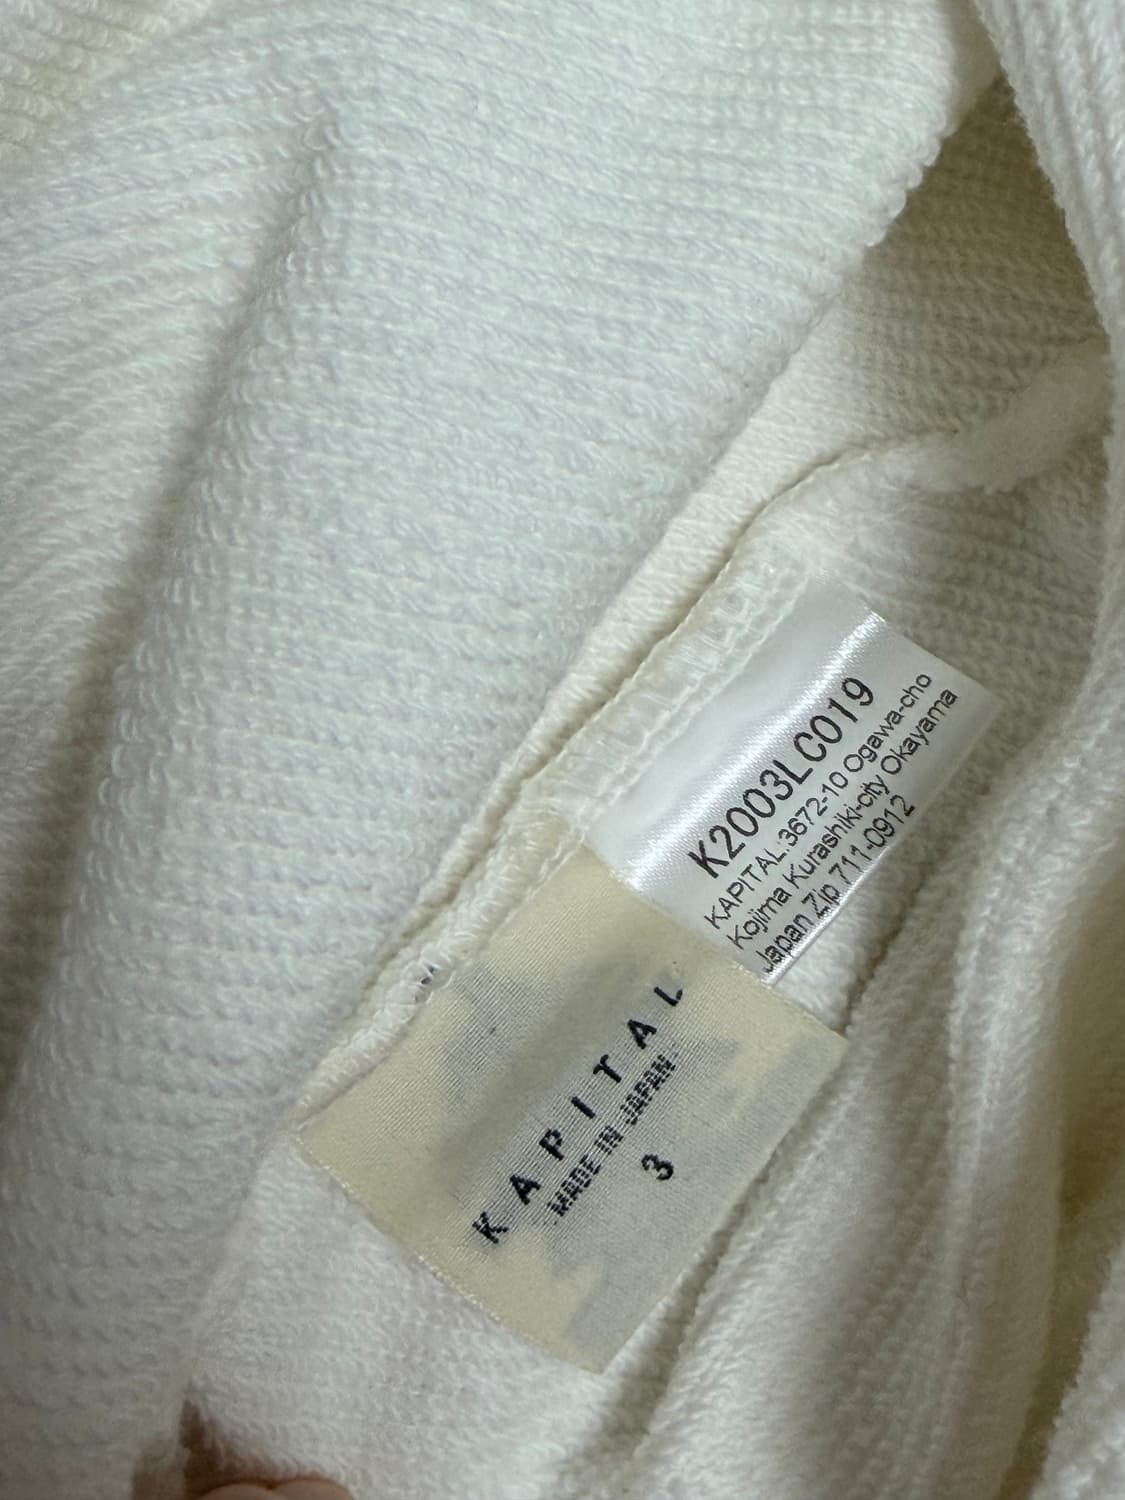 K2003LC019
KAPITAL:3672-10 Ogawa-cho
Kojima Kurashiki-city Okayama
Japan Zip 711-0912
KAPITAL
MADE IN JAPAN
3